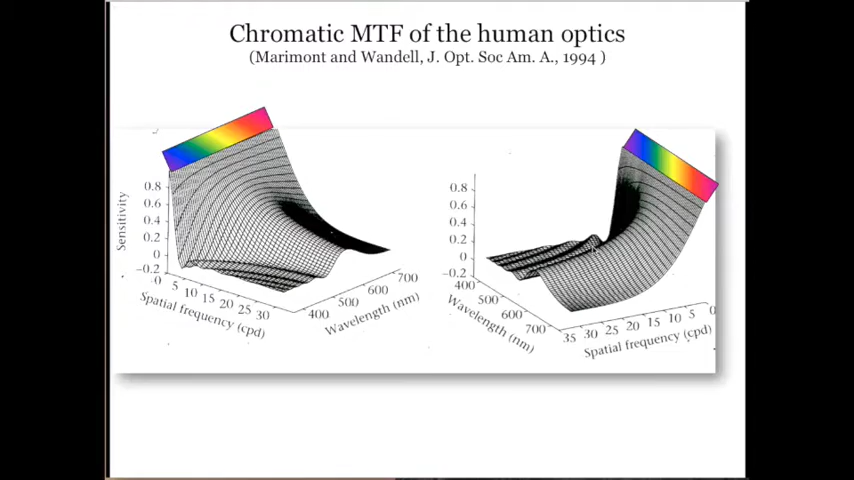 Chromatic MTF of the human optics
(Marimont and Wandell, J. Opt. Soc Am. A., 1994 )
Sensitivity
0.8
0.6
0.4
0.2
0
-0.2
0 5 10 15 20 25 30
Spatial frequency (cpd)
400 500 600 700
Wavelength (nm)
0.8
0.6
0.4
0.2
0
-0.2
400 500 600 700
Wavelength (nm)
35 30 25 20 15 10 5 0
Spatial frequency (cpd)